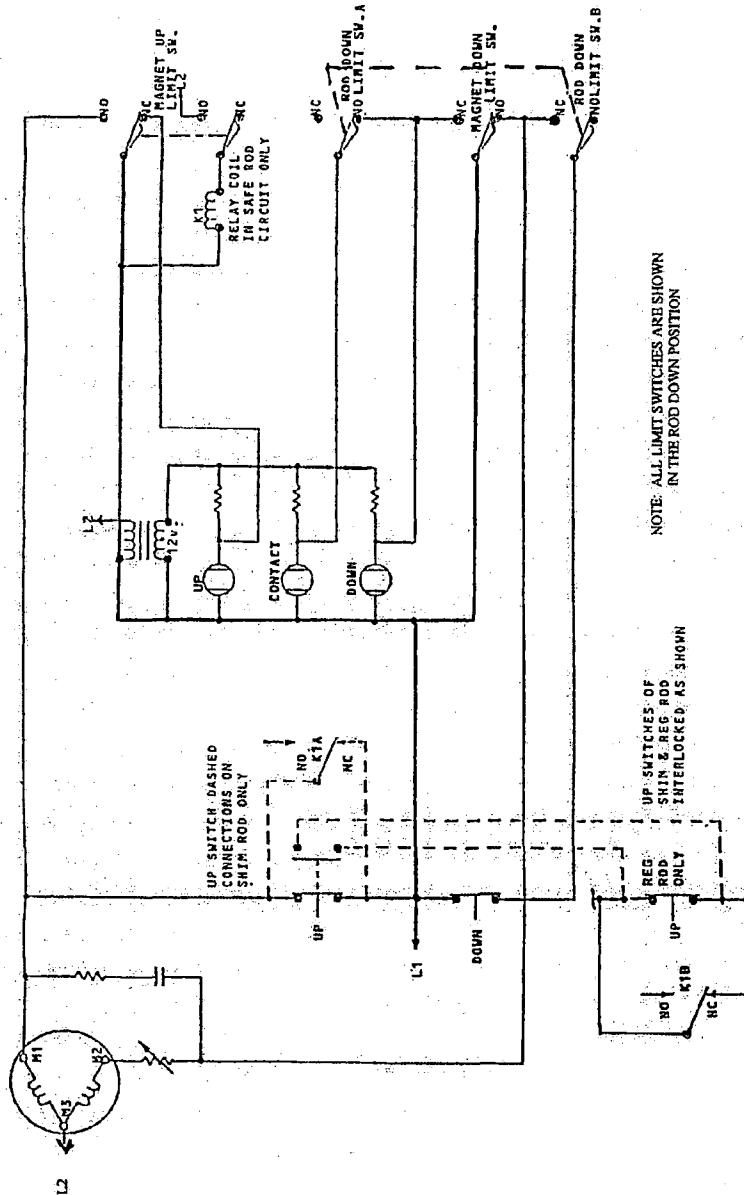 L2
M1
M2
M3
UP SWITCH DASHED
CONNECTIONS ON
SHIM ROD ONLY
NO
K1A
NC
UP
L1
DOWN
UP SWITCHES OF
SHIM & REG ROD
INTERLOCKED AS SHOWN
REG
ROD
ONLY
UP
NO
K1B
NC
L2
12v
UP
CONTACT
DOWN
K1
RELAY COIL
IN SAFE ROD
CIRCUIT ONLY
NO
NC
MAGNET UP
LIMIT SW.
L2
NO
NC
NC
ROD DOWN
NO LIMIT SW.A
NC
MAGNET DOWN
LIMIT SW.
NO
NC
ROD DOWN
NO LIMIT SW.B
NOTE: ALL LIMIT SWITCHES ARE SHOWN
IN THE ROD DOWN POSITION